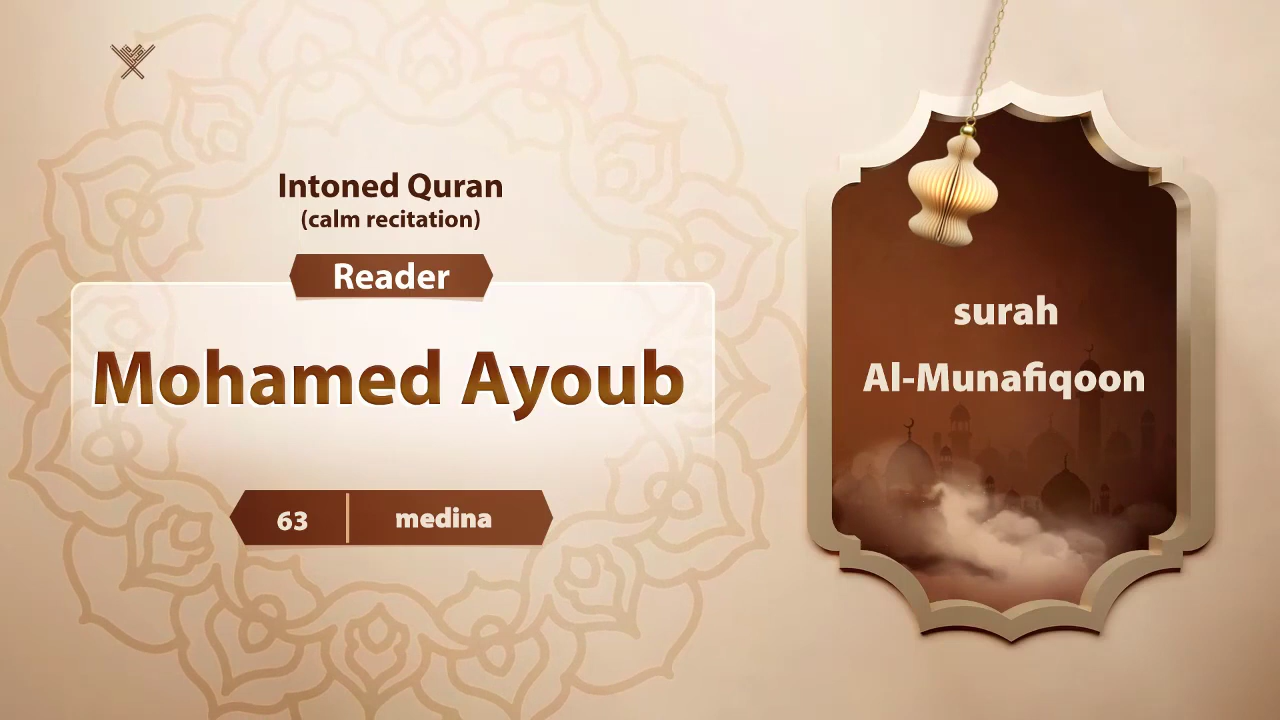 Intoned Quran
(calm recitation)
Reader
Mohamed Ayoub
63
medina
surah
Al-Munafiqoon